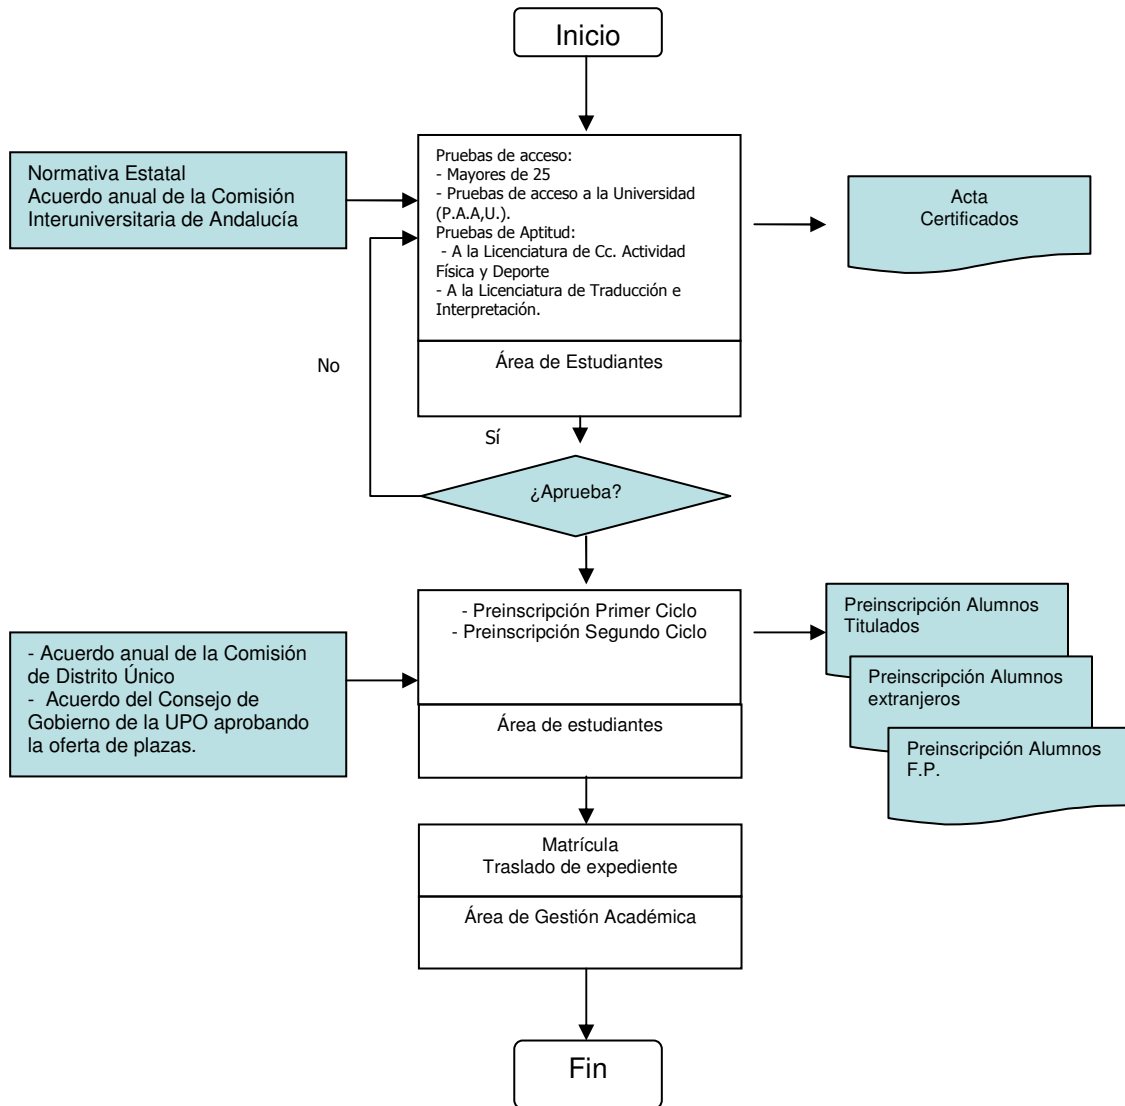 Inicio
Normativa Estatal
Acuerdo anual de la Comisión
Interuniversitaria de Andalucía
Pruebas de acceso:
- Mayores de 25
- Pruebas de acceso a la Universidad
(P.A.A,U.).
Pruebas de Aptitud:
- A la Licenciatura de Cc. Actividad
Física y Deporte
- A la Licenciatura de Traducción e
Interpretación.
Área de Estudiantes
Acta
Certificados
No
Sí
¿Aprueba?
- Acuerdo anual de la Comisión
de Distrito Único
- Acuerdo del Consejo de
Gobierno de la UPO aprobando
la oferta de plazas.
- Preinscripción Primer Ciclo
- Preinscripción Segundo Ciclo
Área de estudiantes
Preinscripción Alumnos
Titulados
Preinscripción Alumnos
extranjeros
Preinscripción Alumnos
F.P.
Matrícula
Traslado de expediente
Área de Gestión Académica
Fin